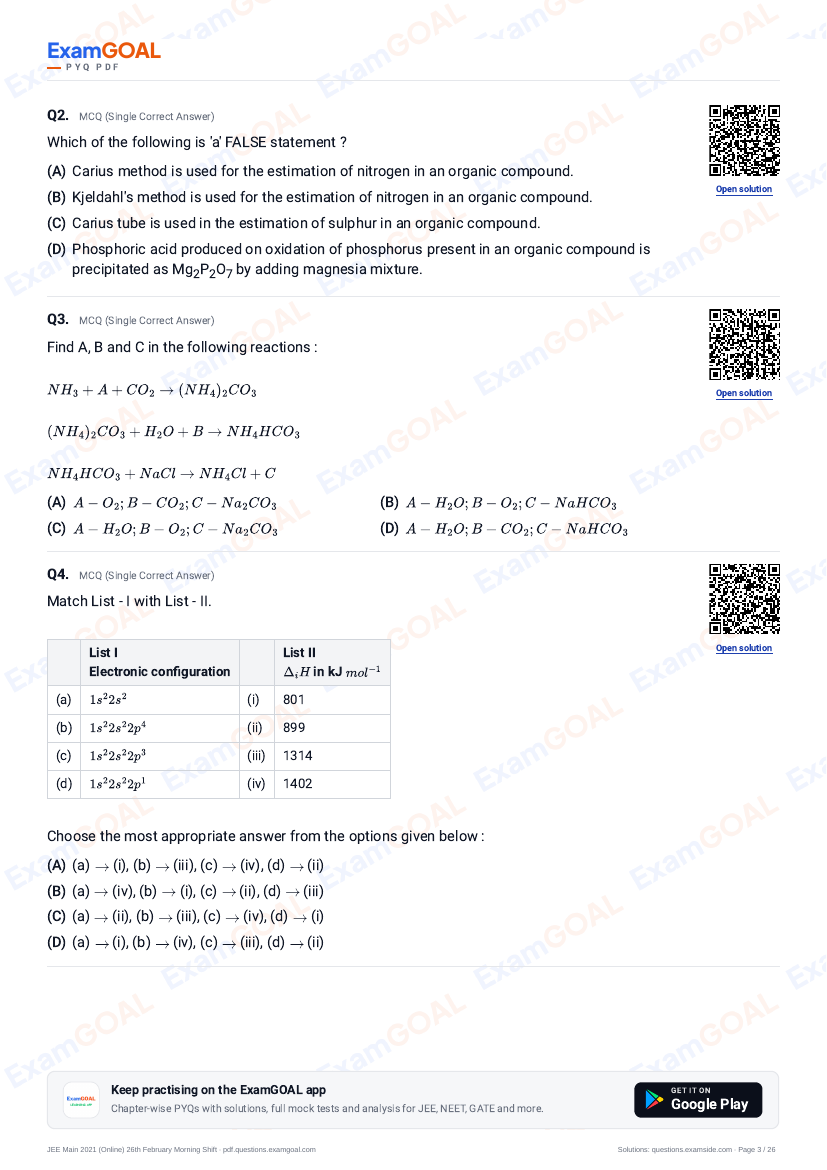 ExamGOAL
PYQ PDF
Q2. MCQ (Single Correct Answer)
Which of the following is 'a' FALSE statement ?
(A) Carius method is used for the estimation of nitrogen in an organic compound.
(B) Kjeldahl's method is used for the estimation of nitrogen in an organic compound.
(C) Carius tube is used in the estimation of sulphur in an organic compound.
(D) Phosphoric acid produced on oxidation of phosphorus present in an organic compound is
precipitated as Mg₂P₂O₇ by adding magnesia mixture.
Open solution
Q3. MCQ (Single Correct Answer)
Find A, B and C in the following reactions :
NH₃ + A + CO₂ → (NH₄)₂CO₃
(NH₄)₂CO₃ + H₂O + B → NH₄HCO₃
NH₄HCO₃ + NaCl → NH₄Cl + C
(A) A − O₂; B − CO₂; C − Na₂CO₃ (B) A − H₂O; B − O₂; C − NaHCO₃
(C) A − H₂O; B − O₂; C − Na₂CO₃ (D) A − H₂O; B − CO₂; C − NaHCO₃
Open solution
Q4. MCQ (Single Correct Answer)
Match List - I with List - II.
Open solution
List I List II
Electronic configuration ΔᵢH in kJ mol⁻¹
(a) 1s²2s² (i) 801
(b) 1s²2s²2p⁴ (ii) 899
(c) 1s²2s²2p³ (iii) 1314
(d) 1s²2s²2p¹ (iv) 1402
Choose the most appropriate answer from the options given below :
(A) (a) → (i), (b) → (iii), (c) → (iv), (d) → (ii)
(B) (a) → (iv), (b) → (i), (c) → (ii), (d) → (iii)
(C) (a) → (ii), (b) → (iii), (c) → (iv), (d) → (i)
(D) (a) → (i), (b) → (iv), (c) → (iii), (d) → (ii)
Keep practising on the ExamGOAL app
Chapter-wise PYQs with solutions, full mock tests and analysis for JEE, NEET, GATE and more.
GET IT ON
Google Play
JEE Main 2021 (Online) 26th February Morning Shift · pdf.questions.examgoal.com Solutions: questions.examside.com · Page 3 / 26